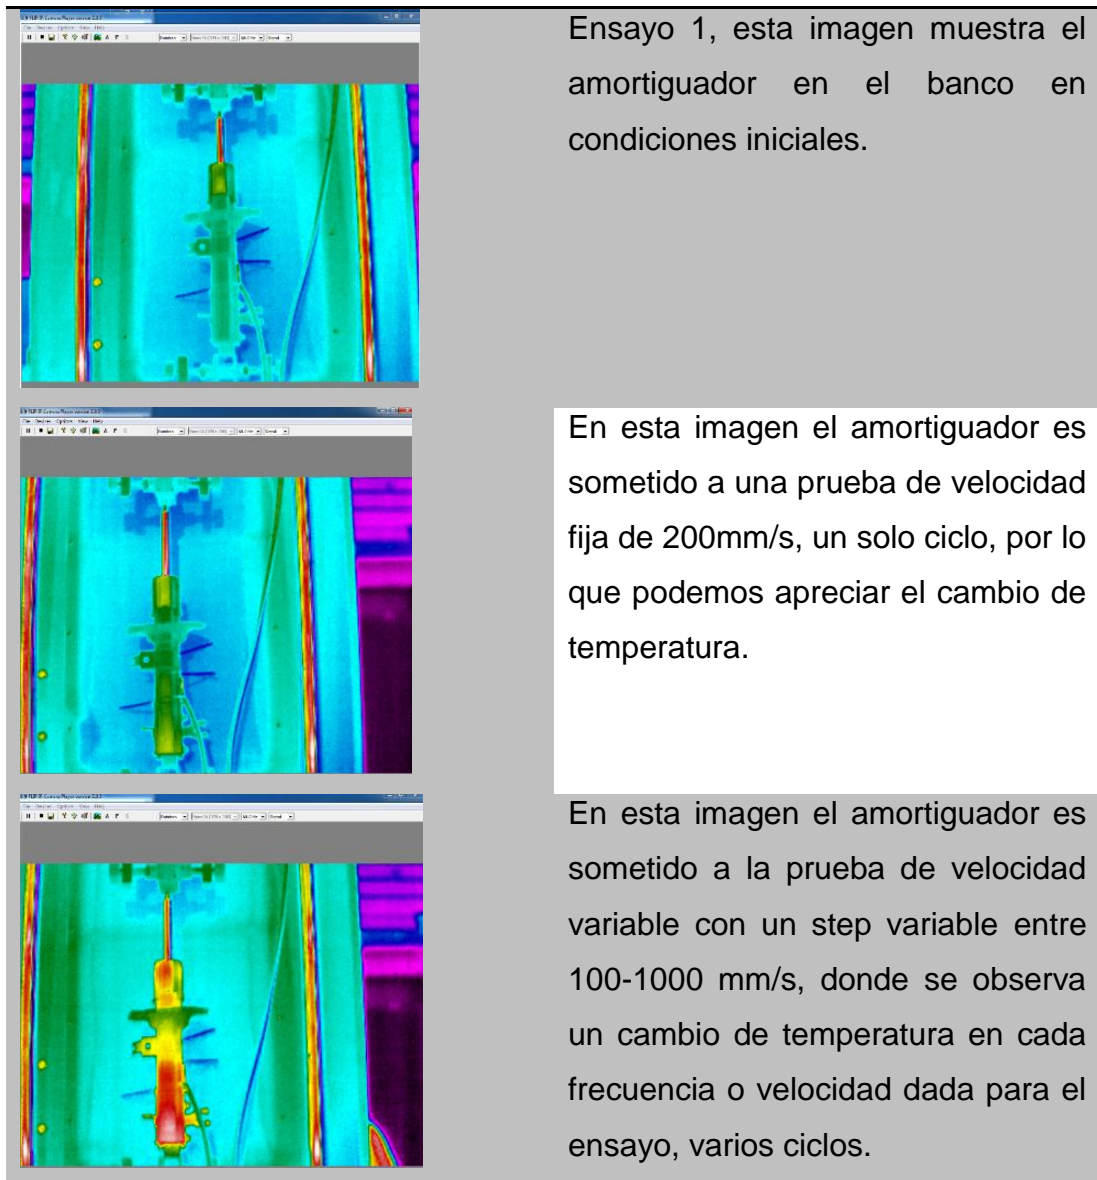 Ensayo 1, esta imagen muestra el
amortiguador en el banco en
condiciones iniciales.
En esta imagen el amortiguador es
sometido a una prueba de velocidad
fija de 200mm/s, un solo ciclo, por lo
que podemos apreciar el cambio de
temperatura.
En esta imagen el amortiguador es
sometido a la prueba de velocidad
variable con un step variable entre
100-1000 mm/s, donde se observa
un cambio de temperatura en cada
frecuencia o velocidad dada para el
ensayo, varios ciclos.